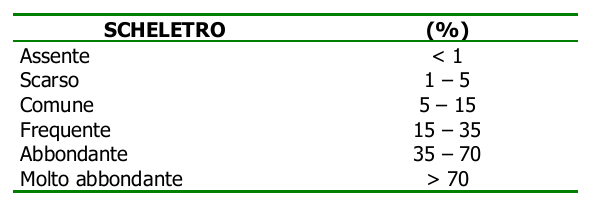 SCHELETRO (%)
Assente < 1
Scarso 1 – 5
Comune 5 – 15
Frequente 15 – 35
Abbondante 35 – 70
Molto abbondante > 70